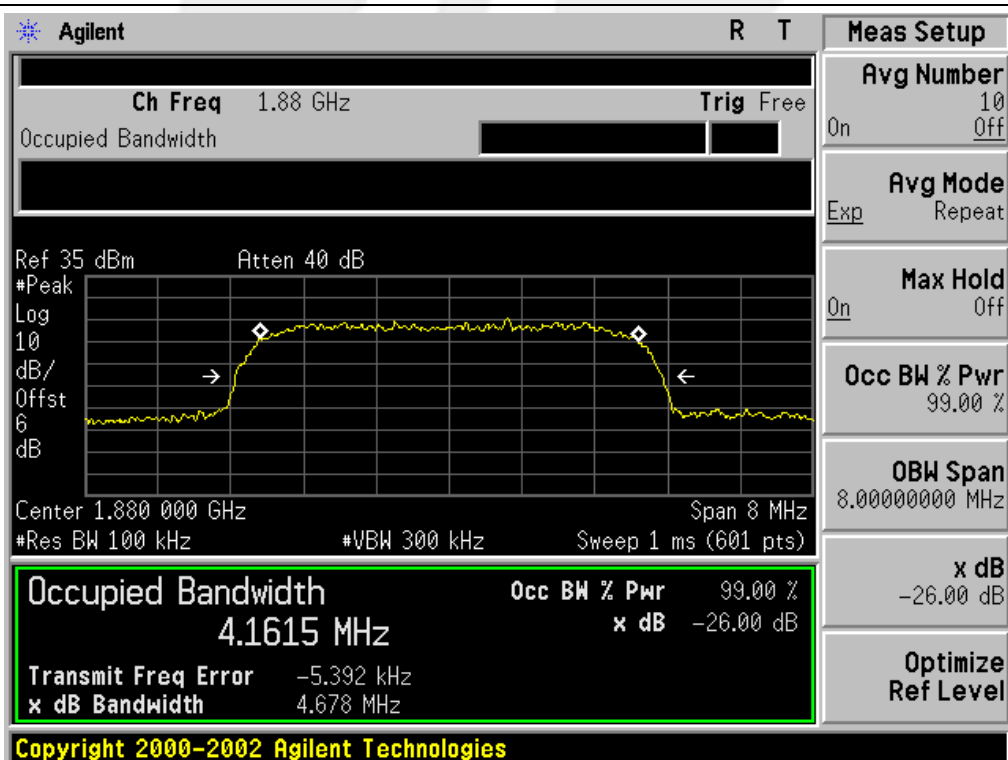 Agilent R T
Ch Freq 1.88 GHz Trig Free
Occupied Bandwidth
Ref 35 dBm Atten 40 dB
#Peak
Log
10
dB/
Offst
6
dB
Center 1.880 000 GHz Span 8 MHz
#Res BW 100 kHz #VBW 300 kHz Sweep 1 ms (601 pts)
Occupied Bandwidth
4.1615 MHz
Occ BW % Pwr 99.00 %
x dB -26.00 dB
Transmit Freq Error -5.392 kHz
x dB Bandwidth 4.678 MHz
Copyright 2000-2002 Agilent Technologies
Meas Setup
Avg Number
10
On Off
Avg Mode
Exp Repeat
Max Hold
On Off
Occ BW % Pwr
99.00 %
OBW Span
8.00000000 MHz
x dB
-26.00 dB
Optimize
Ref Level